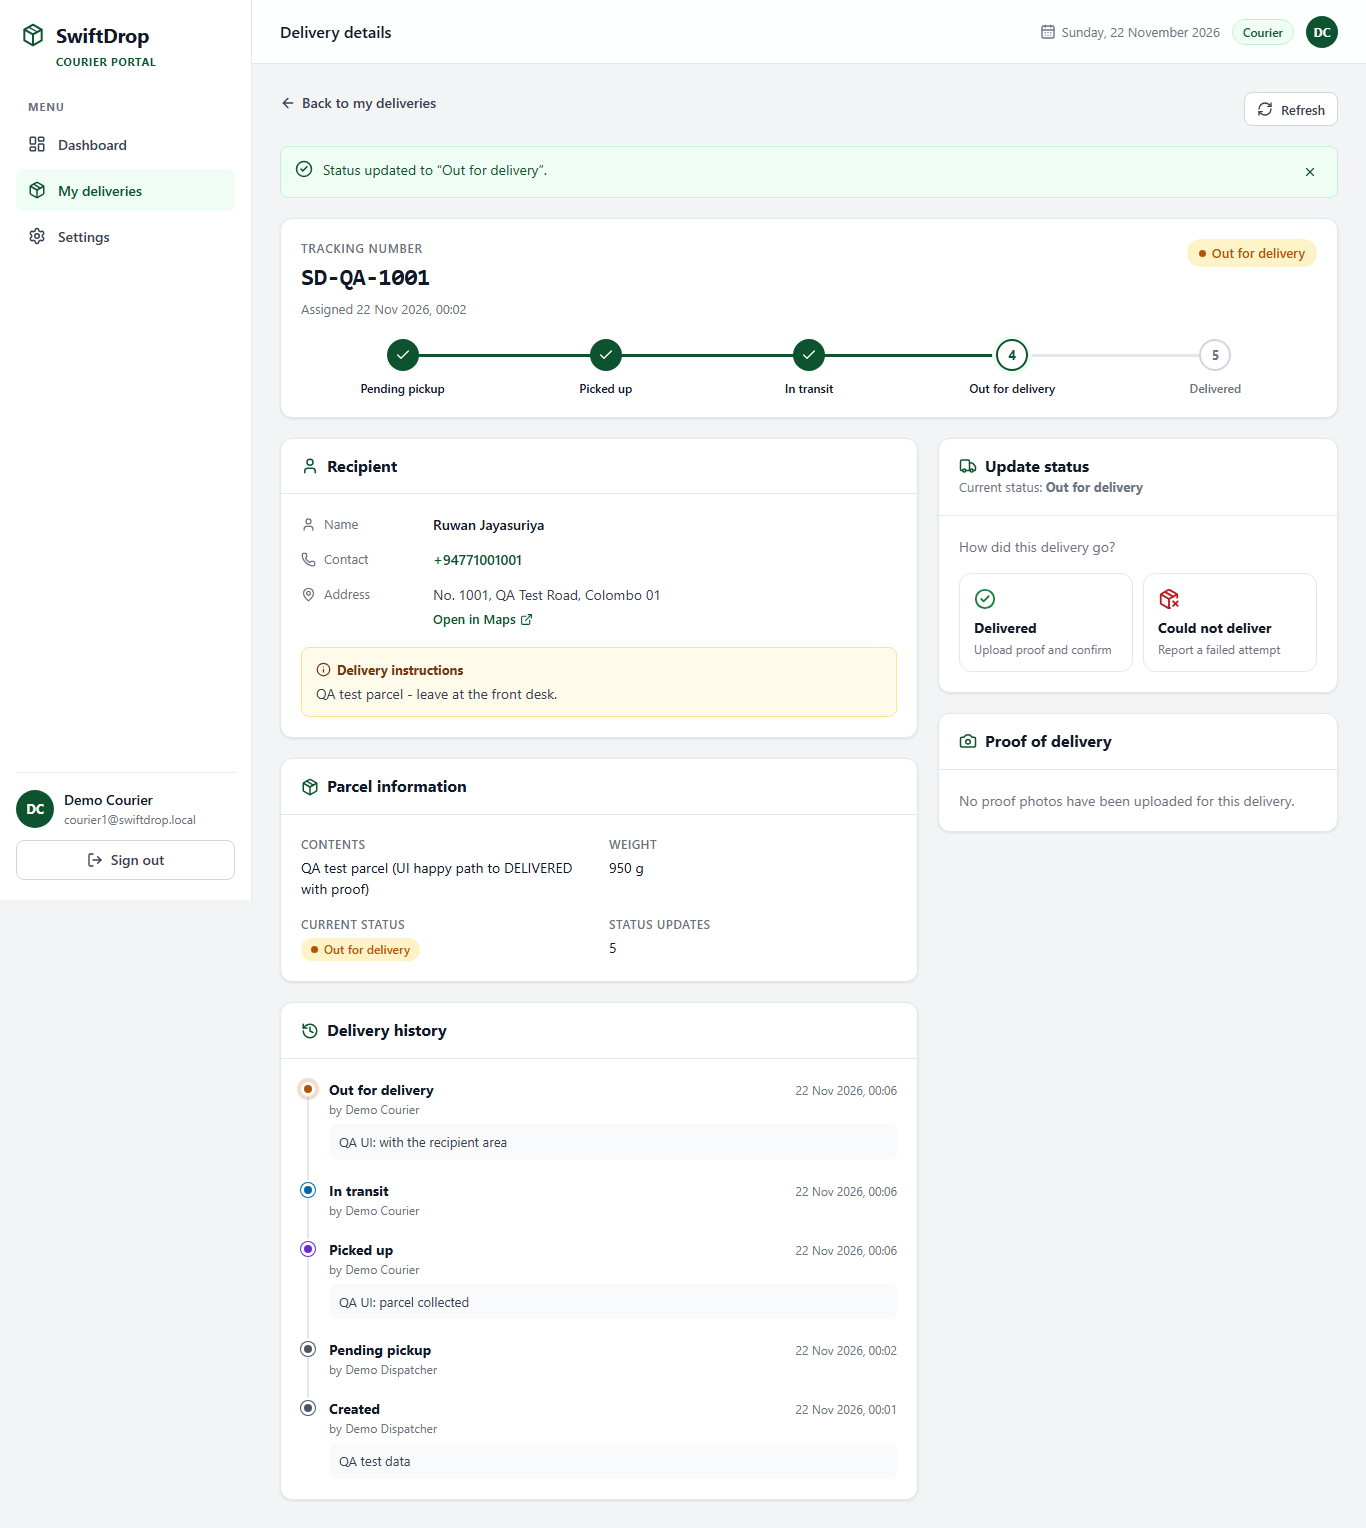 SwiftDrop
COURIER PORTAL
MENU
Dashboard
My deliveries
Settings
DC
Demo Courier
courier1@swiftdrop.local
Sign out
Delivery details
Sunday, 22 November 2026
Courier
DC
Back to my deliveries
Refresh
Status updated to “Out for delivery”.
TRACKING NUMBER
SD-QA-1001
Assigned 22 Nov 2026, 00:02
Out for delivery
4
5
Pending pickup
Picked up
In transit
Out for delivery
Delivered
Recipient
Name
Ruwan Jayasuriya
Contact
+94771001001
Address
No. 1001, QA Test Road, Colombo 01
Open in Maps
Delivery instructions
QA test parcel - leave at the front desk.
Parcel information
CONTENTS
QA test parcel (UI happy path to DELIVERED
with proof)
WEIGHT
950 g
CURRENT STATUS
Out for delivery
STATUS UPDATES
5
Delivery history
Out for delivery
22 Nov 2026, 00:06
by Demo Courier
QA UI: with the recipient area
In transit
22 Nov 2026, 00:06
by Demo Courier
Picked up
22 Nov 2026, 00:06
by Demo Courier
QA UI: parcel collected
Pending pickup
22 Nov 2026, 00:02
by Demo Dispatcher
Created
22 Nov 2026, 00:01
by Demo Dispatcher
QA test data
Update status
Current status: Out for delivery
How did this delivery go?
Delivered
Upload proof and confirm
Could not deliver
Report a failed attempt
Proof of delivery
No proof photos have been uploaded for this delivery.